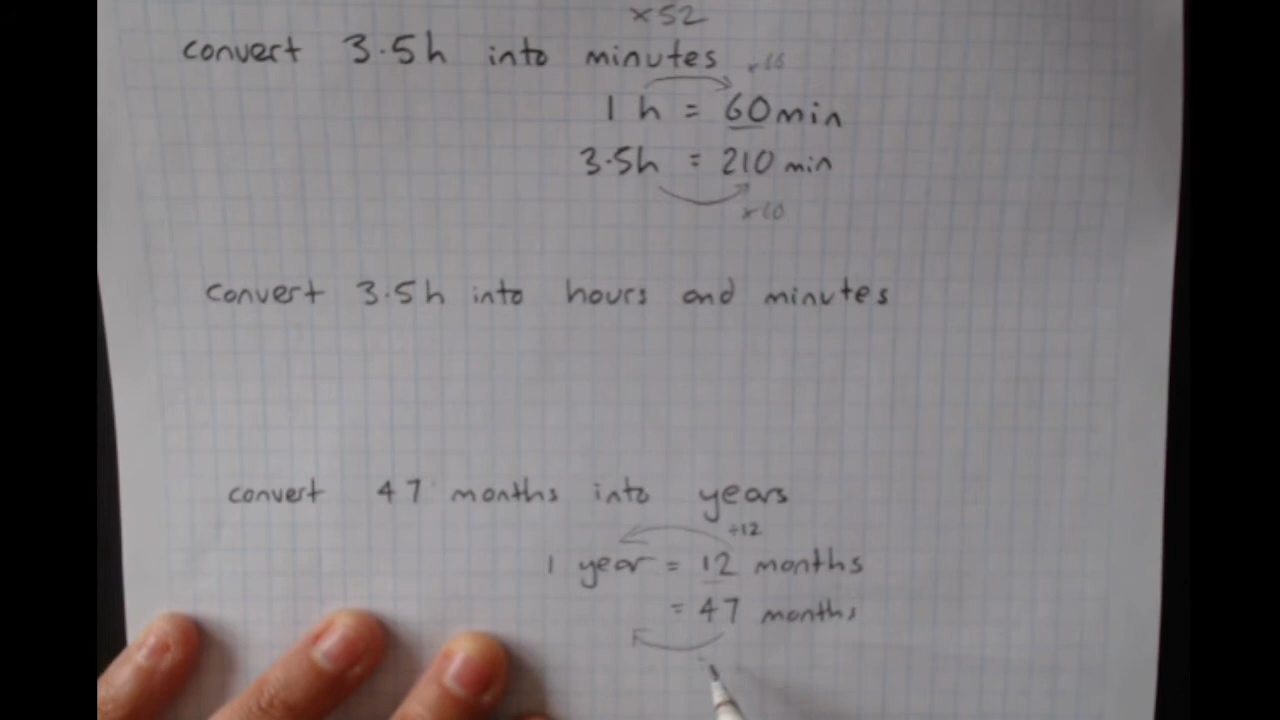 ×52
convert 3.5h into minutes
1 h = 60min
3.5h = 210 min
×60
convert 3.5h into hours and minutes
convert 47 months into years
÷12
1 year = 12 months
= 47 months